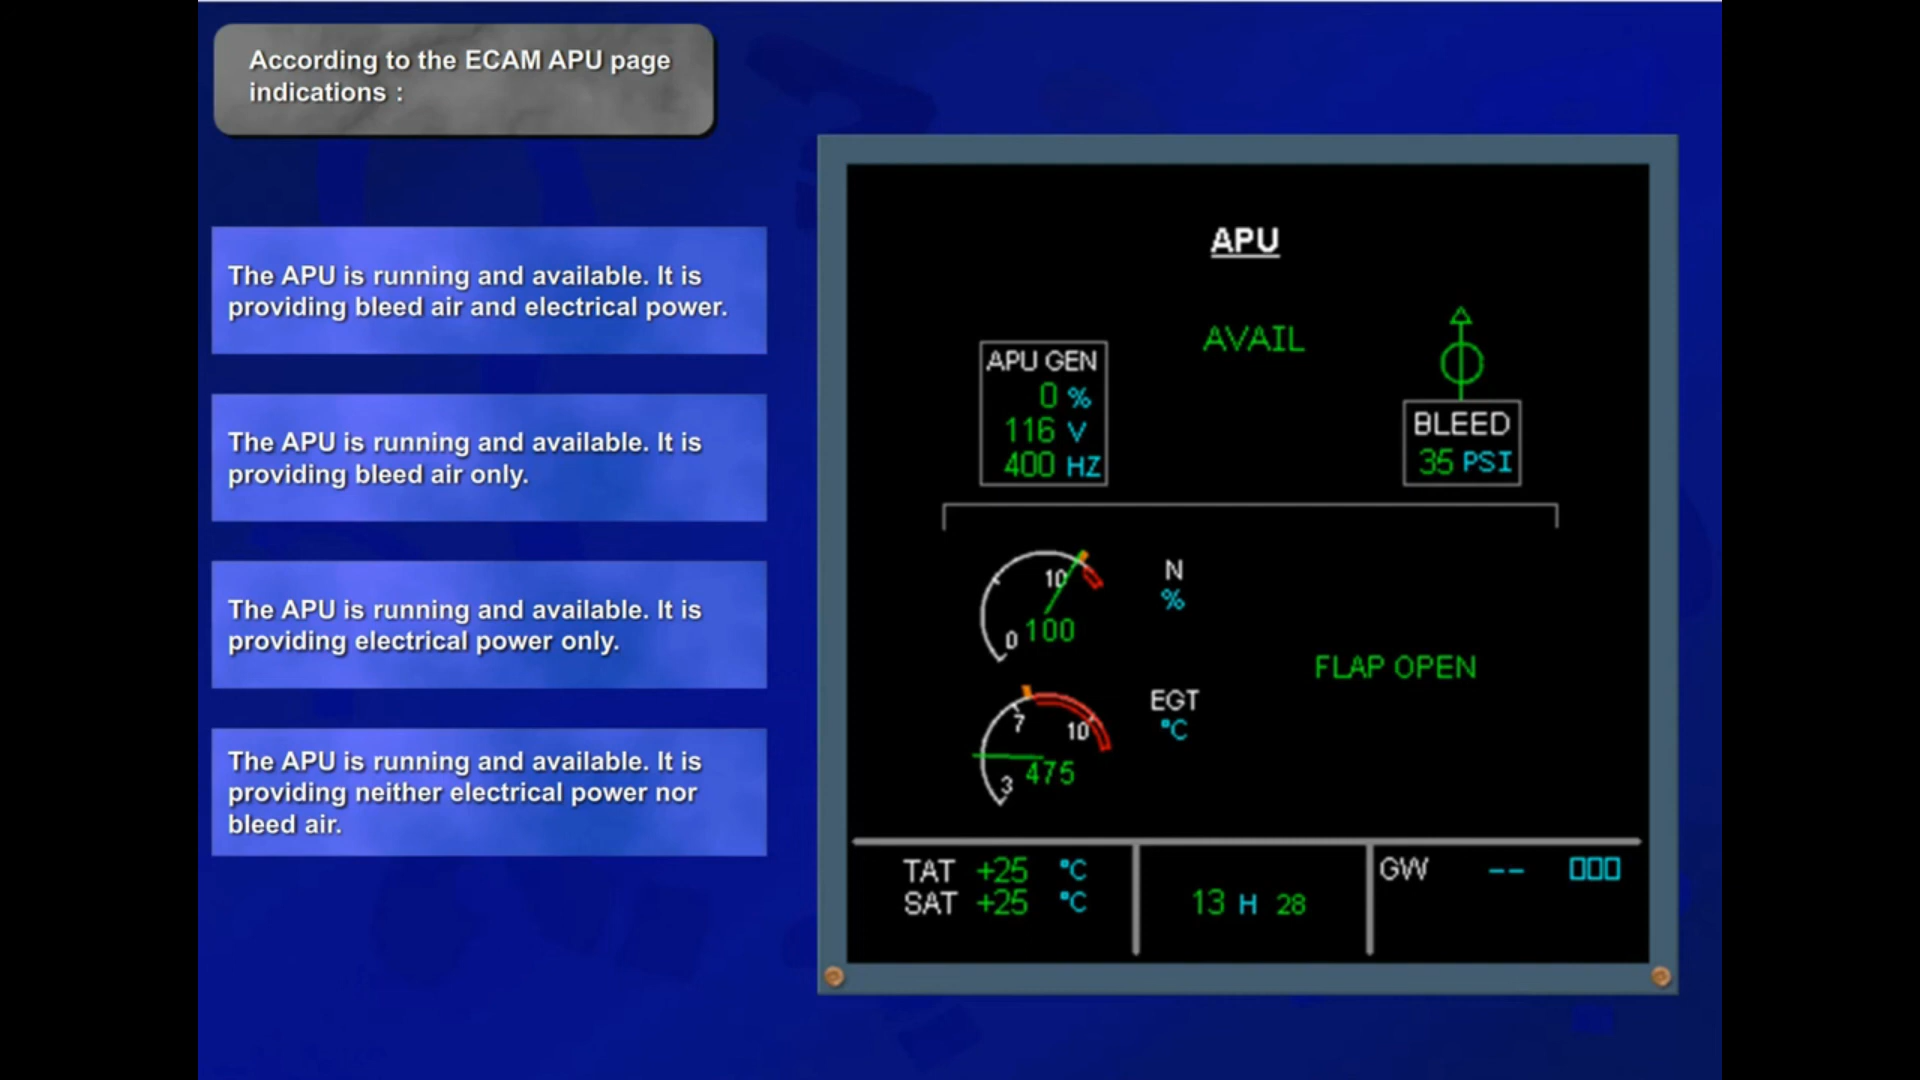 According to the ECAM APU page
indications :
The APU is running and available. It is
providing bleed air and electrical power.
The APU is running and available. It is
providing bleed air only.
The APU is running and available. It is
providing electrical power only.
The APU is running and available. It is
providing neither electrical power nor
bleed air.
APU
AVAIL
APU GEN
0 %
116 V
400 HZ
BLEED
35 PSI
10
0 100
N
%
FLAP OPEN
7
10
3 475
EGT
°C
TAT +25 °C
SAT +25 °C
13 H 28
GW -- 000